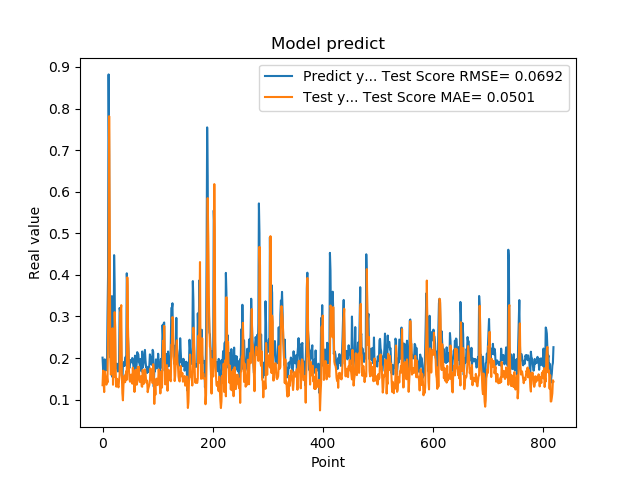 Model predict
Predict y... Test Score RMSE= 0.0692
Test y... Test Score MAE= 0.0501
0.9
0.8
0.7
0.6
0.5
0.4
0.3
0.2
0.1
Real value
0 200 400 600 800
Point